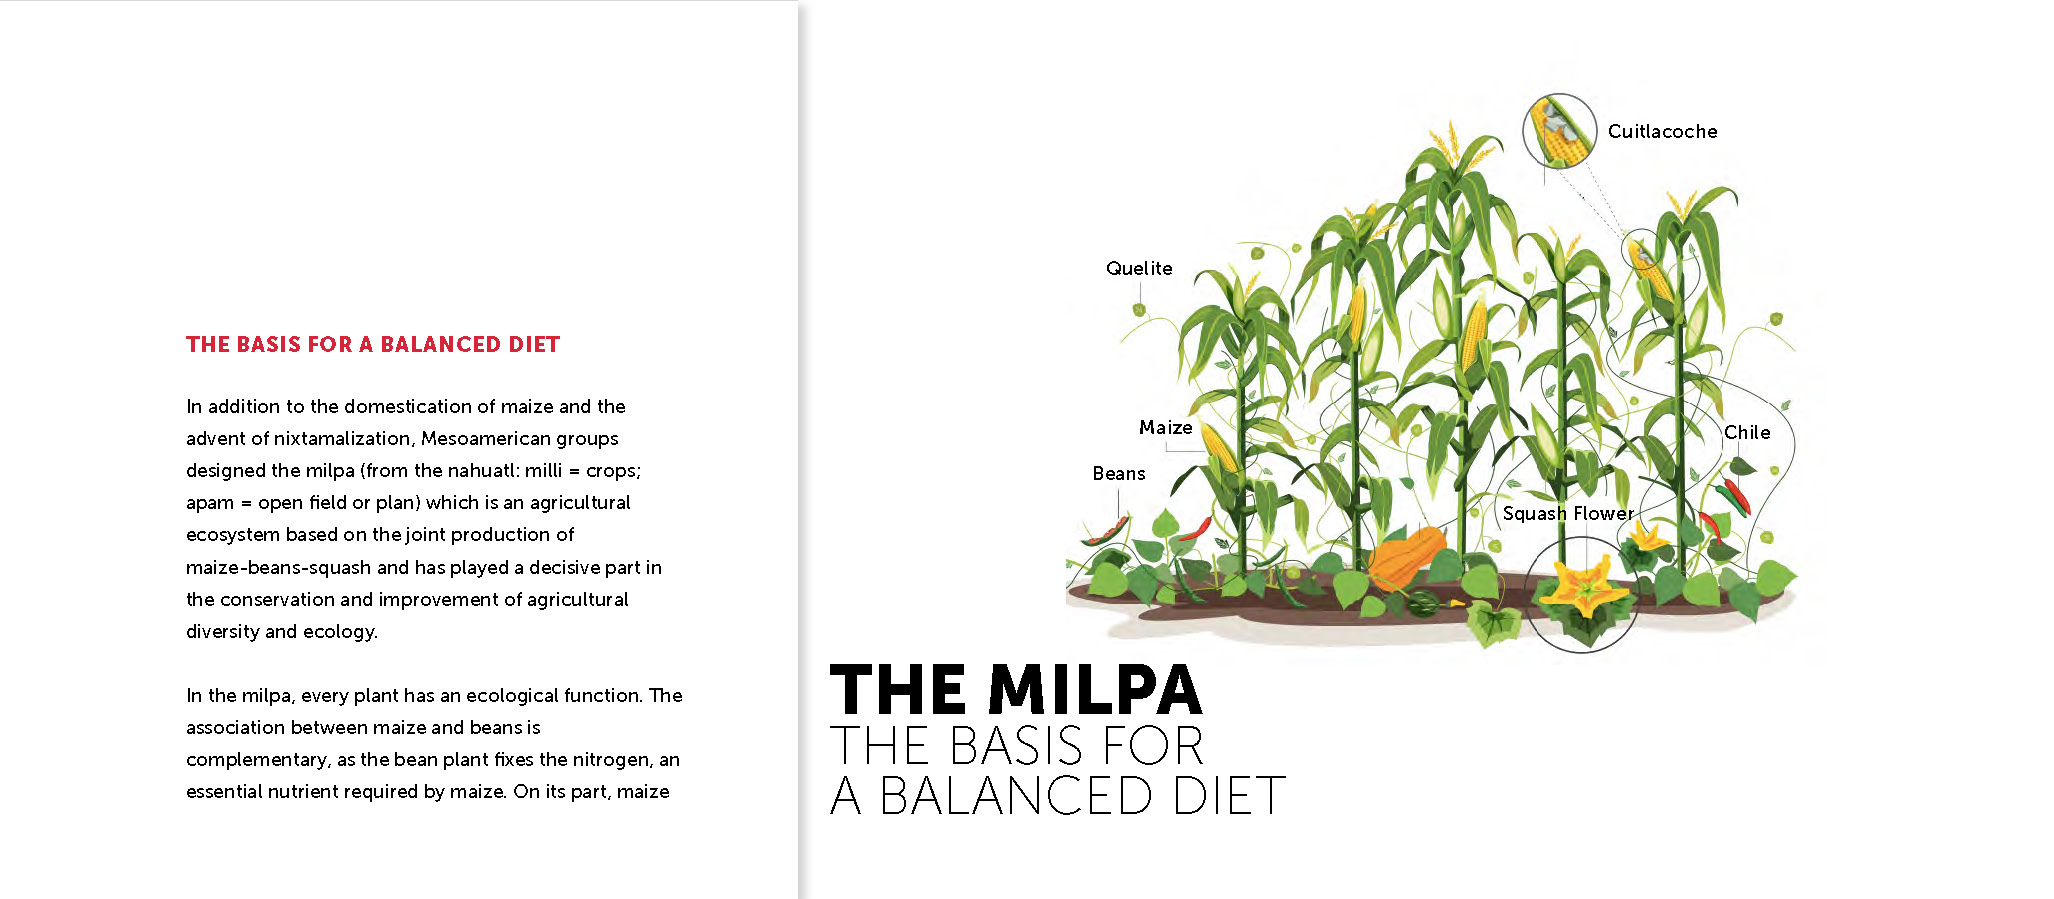 THE BASIS FOR A BALANCED DIET
In addition to the domestication of maize and the
advent of nixtamalization, Mesoamerican groups
designed the milpa (from the nahuatl: milli = crops;
apam = open field or plan) which is an agricultural
ecosystem based on the joint production of
maize-beans-squash and has played a decisive part in
the conservation and improvement of agricultural
diversity and ecology.
In the milpa, every plant has an ecological function. The
association between maize and beans is
complementary, as the bean plant fixes the nitrogen, an
essential nutrient required by maize. On its part, maize
Cuitlacoche
Quelite
Maize
Chile
Beans
Squash Flower
THE MILPA
THE BASIS FOR
A BALANCED DIET